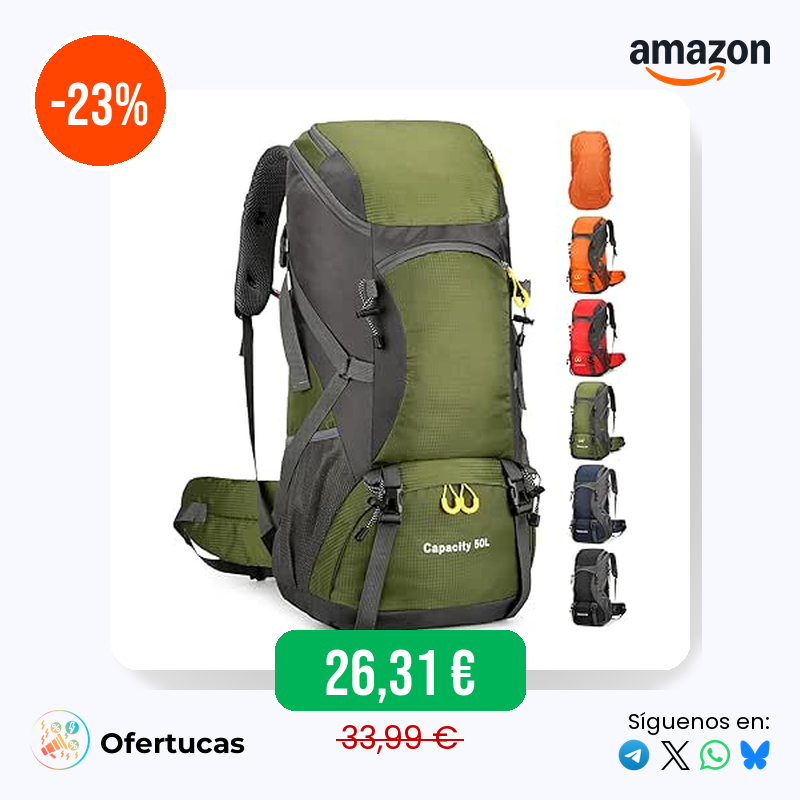 -23%
amazon
Capacity 50L
26,31 €
33,99 €
Ofertucas
Síguenos en: